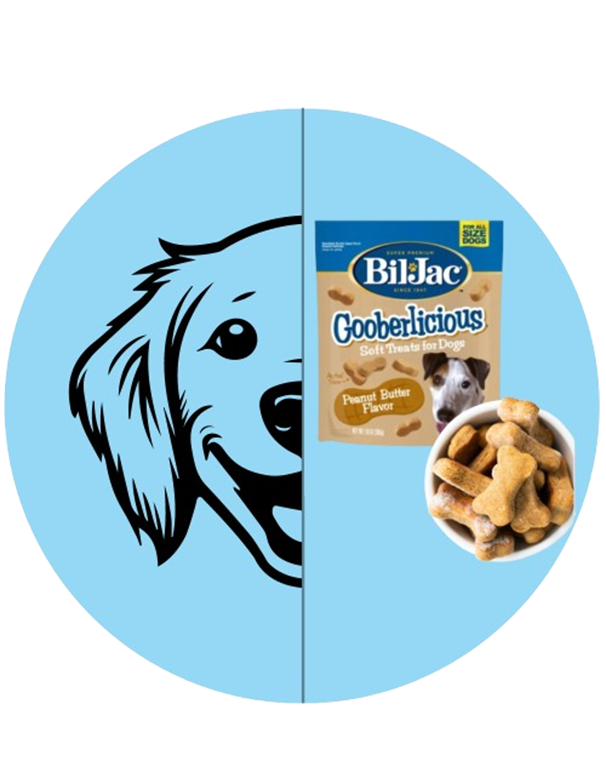 FOR ALL
SIZE
DOGS
SUPER PREMIUM
Bil-Jac
SINCE 1947
Gooberlicious
Soft Treats for Dogs
Peanut Butter
Flavor